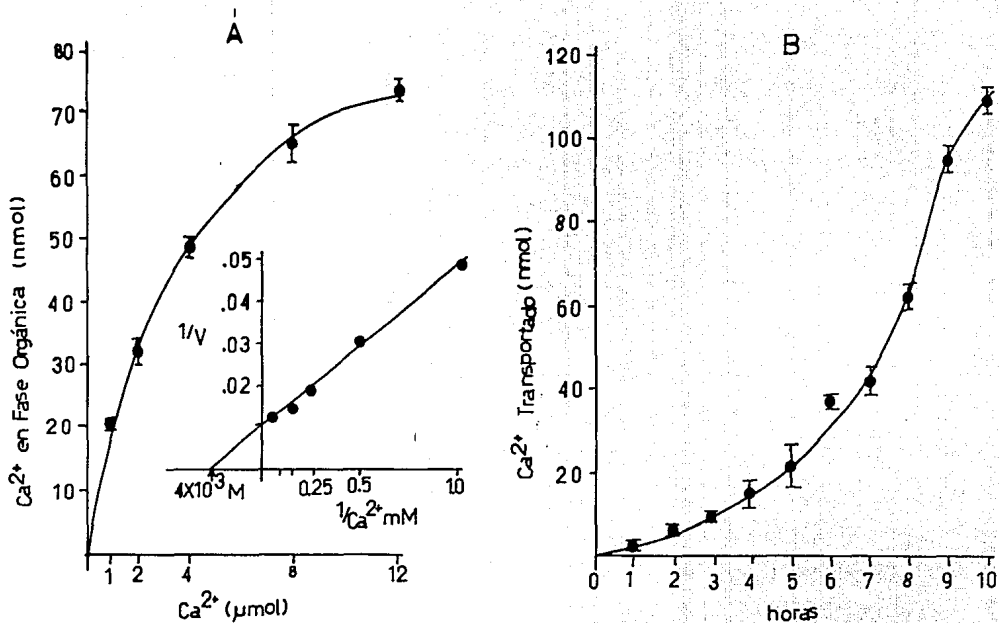 A
80
70
60
50
40
30
20
10
Ca²⁺ en Fase Orgánica (nmol)
1 2 4 8 12
Ca²⁺ (µmol)
.05
.04
.03
.02
1/V
4X10³M
0.25 0.5 1.0
1/Ca²⁺mM
B
120
100
80
60
40
20
Ca²⁺ Transportado (nmol)
0 1 2 3 4 5 6 7 8 9 10
horas